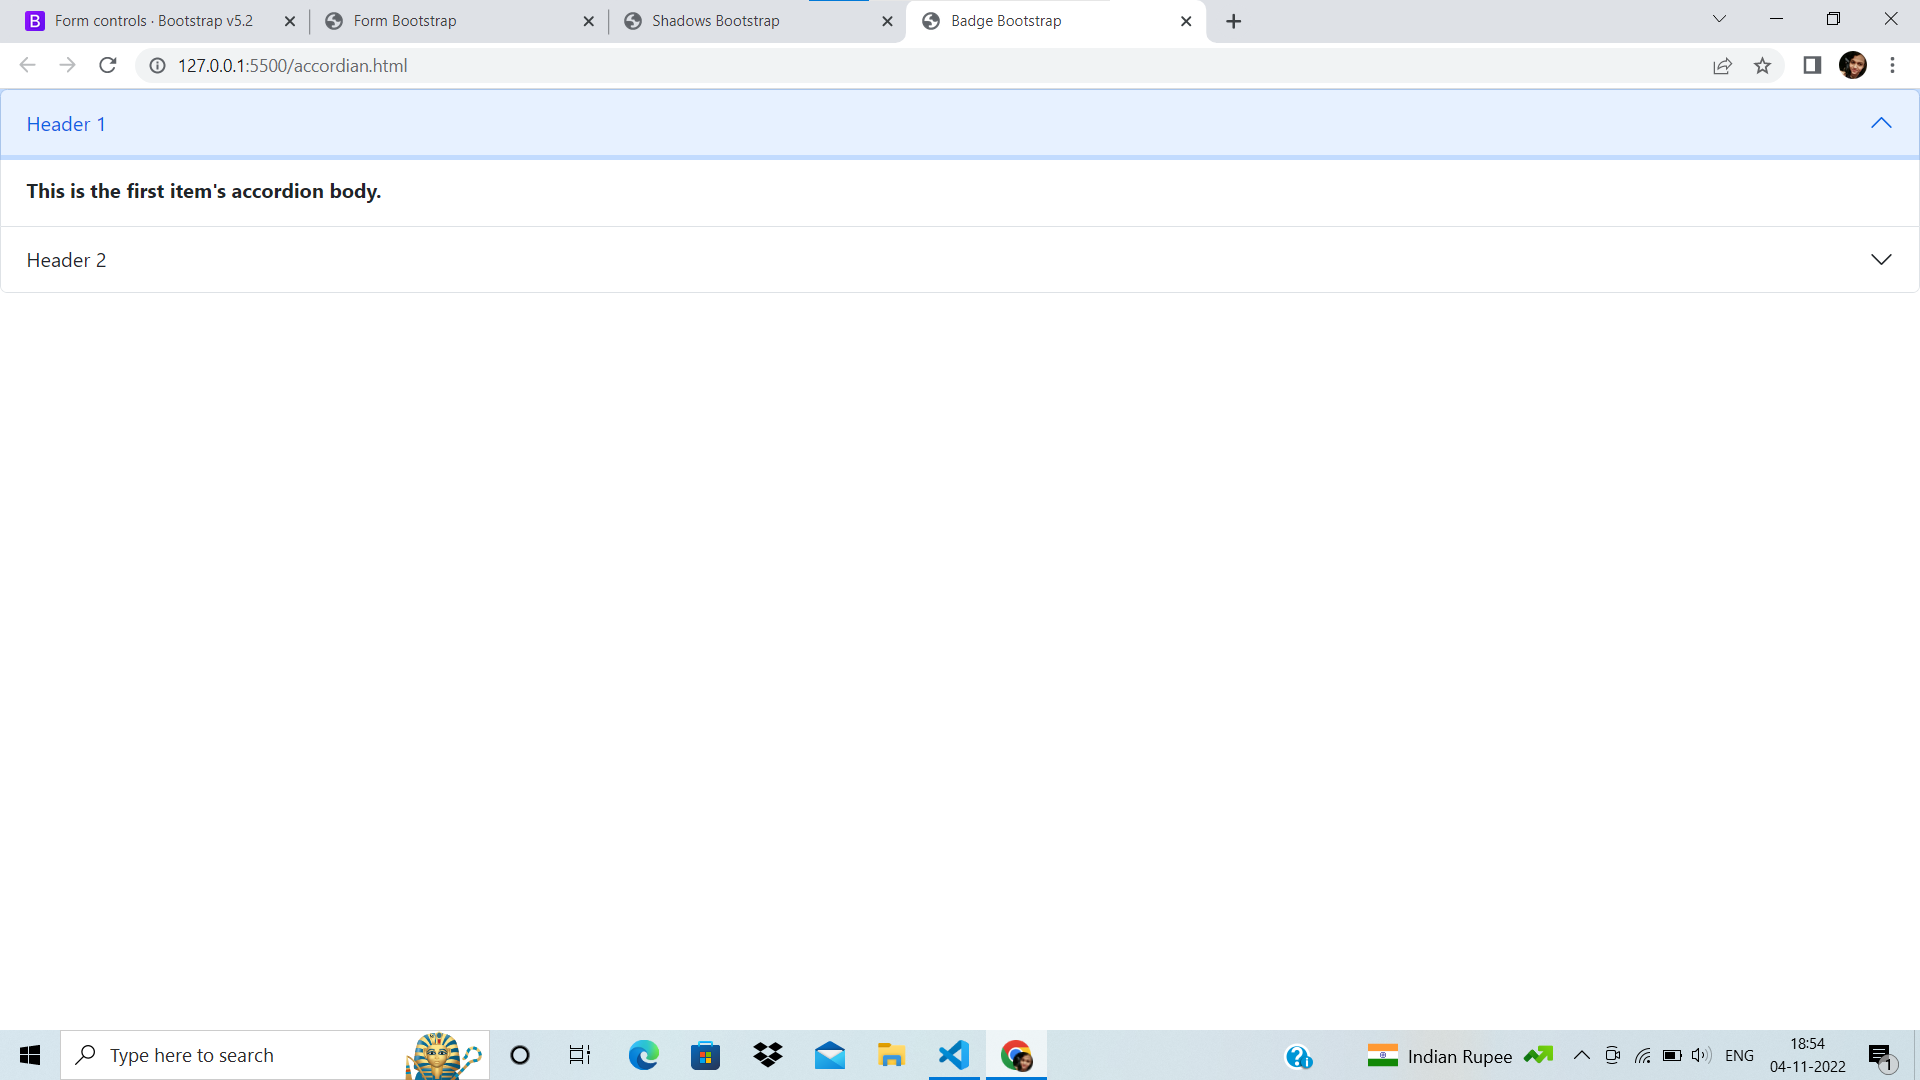 Form controls · Bootstrap v5.2
Form Bootstrap
Shadows Bootstrap
Badge Bootstrap
127.0.0.1:5500/accordian.html
Header 1
This is the first item's accordion body.
Header 2
Type here to search
Indian Rupee
ENG
18:54
04-11-2022
1